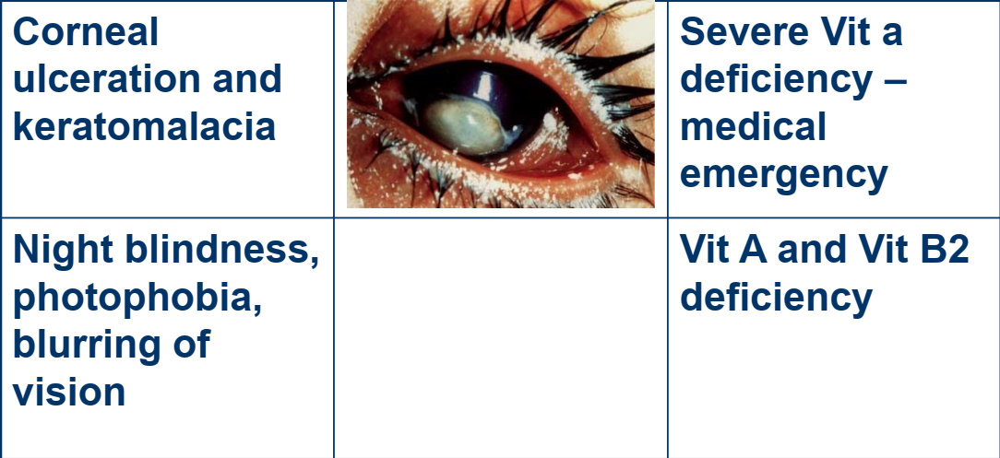 Corneal
ulceration and
keratomalacia
Severe Vit a
deficiency –
medical
emergency
Night blindness,
photophobia,
blurring of
vision
Vit A and Vit B2
deficiency